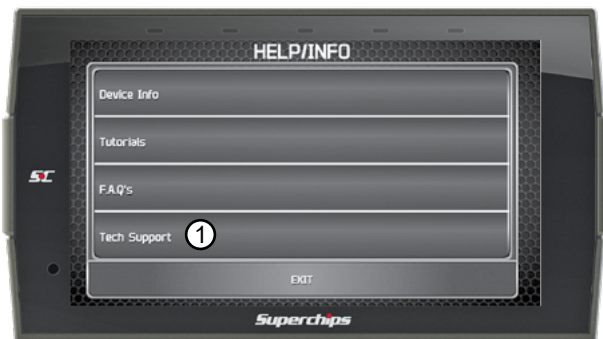 HELP/INFO
Device Info
Tutorials
F.A.Q's
Tech Support 1
EXIT
SC
Superchips